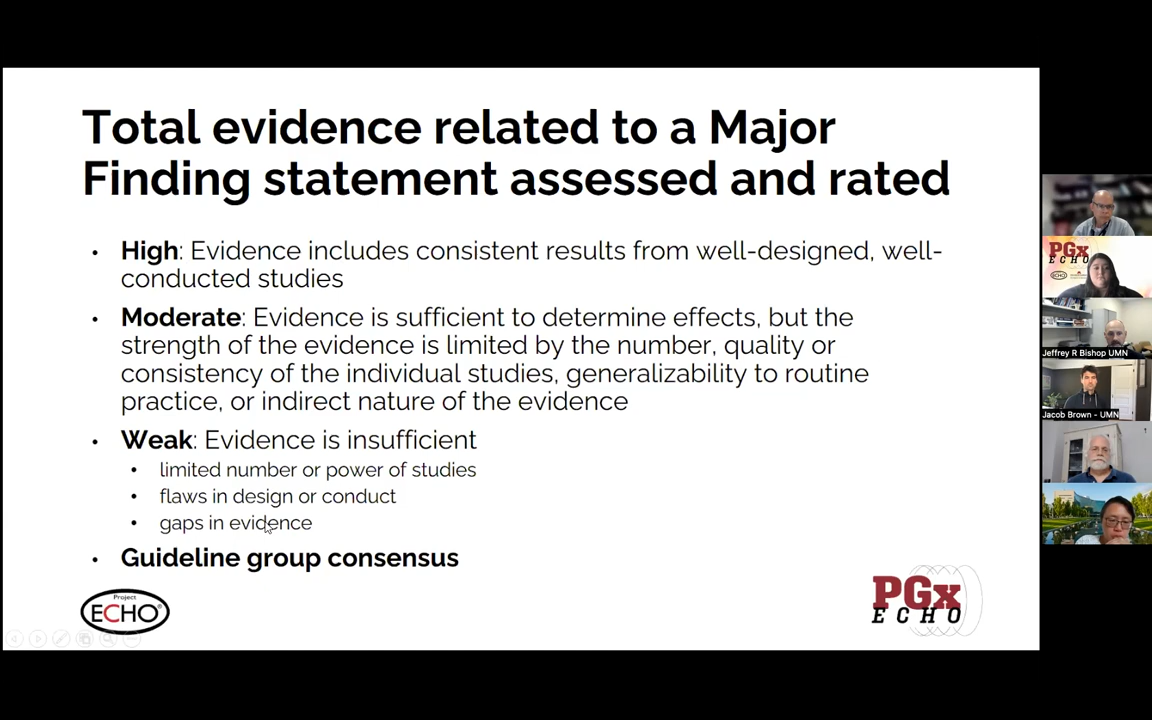 Total evidence related to a Major
Finding statement assessed and rated
• High: Evidence includes consistent results from well-designed, well-
conducted studies
• Moderate: Evidence is sufficient to determine effects, but the
strength of the evidence is limited by the number, quality or
consistency of the individual studies, generalizability to routine
practice, or indirect nature of the evidence
• Weak: Evidence is insufficient
• limited number or power of studies
• flaws in design or conduct
• gaps in evidence
• Guideline group consensus
Project
ECHO®
PGx
ECHO
PGx
ECHO
Jeffrey R Bishop UMN
Jacob Brown - UMN